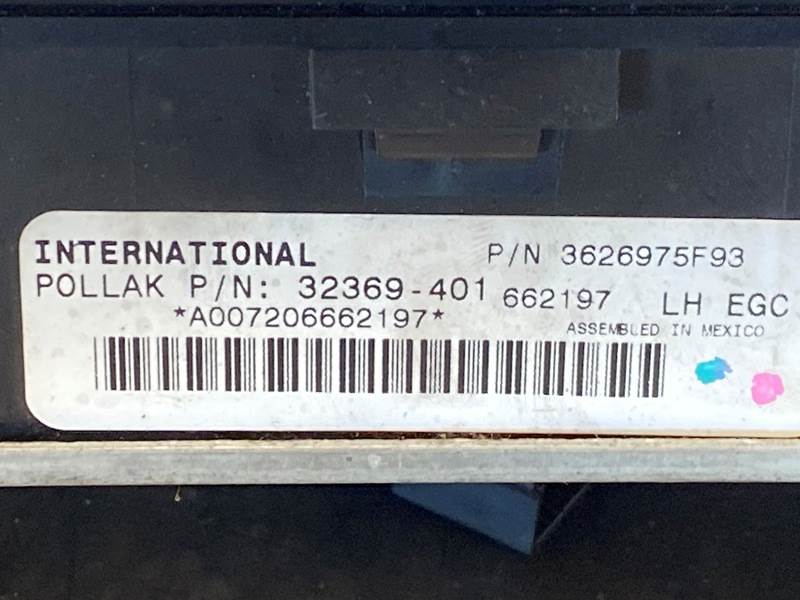 INTERNATIONAL P/N 3626975F93
POLLAK P/N: 32369-401 662197 LH EGC
*A007206662197* ASSEMBLED IN MEXICO